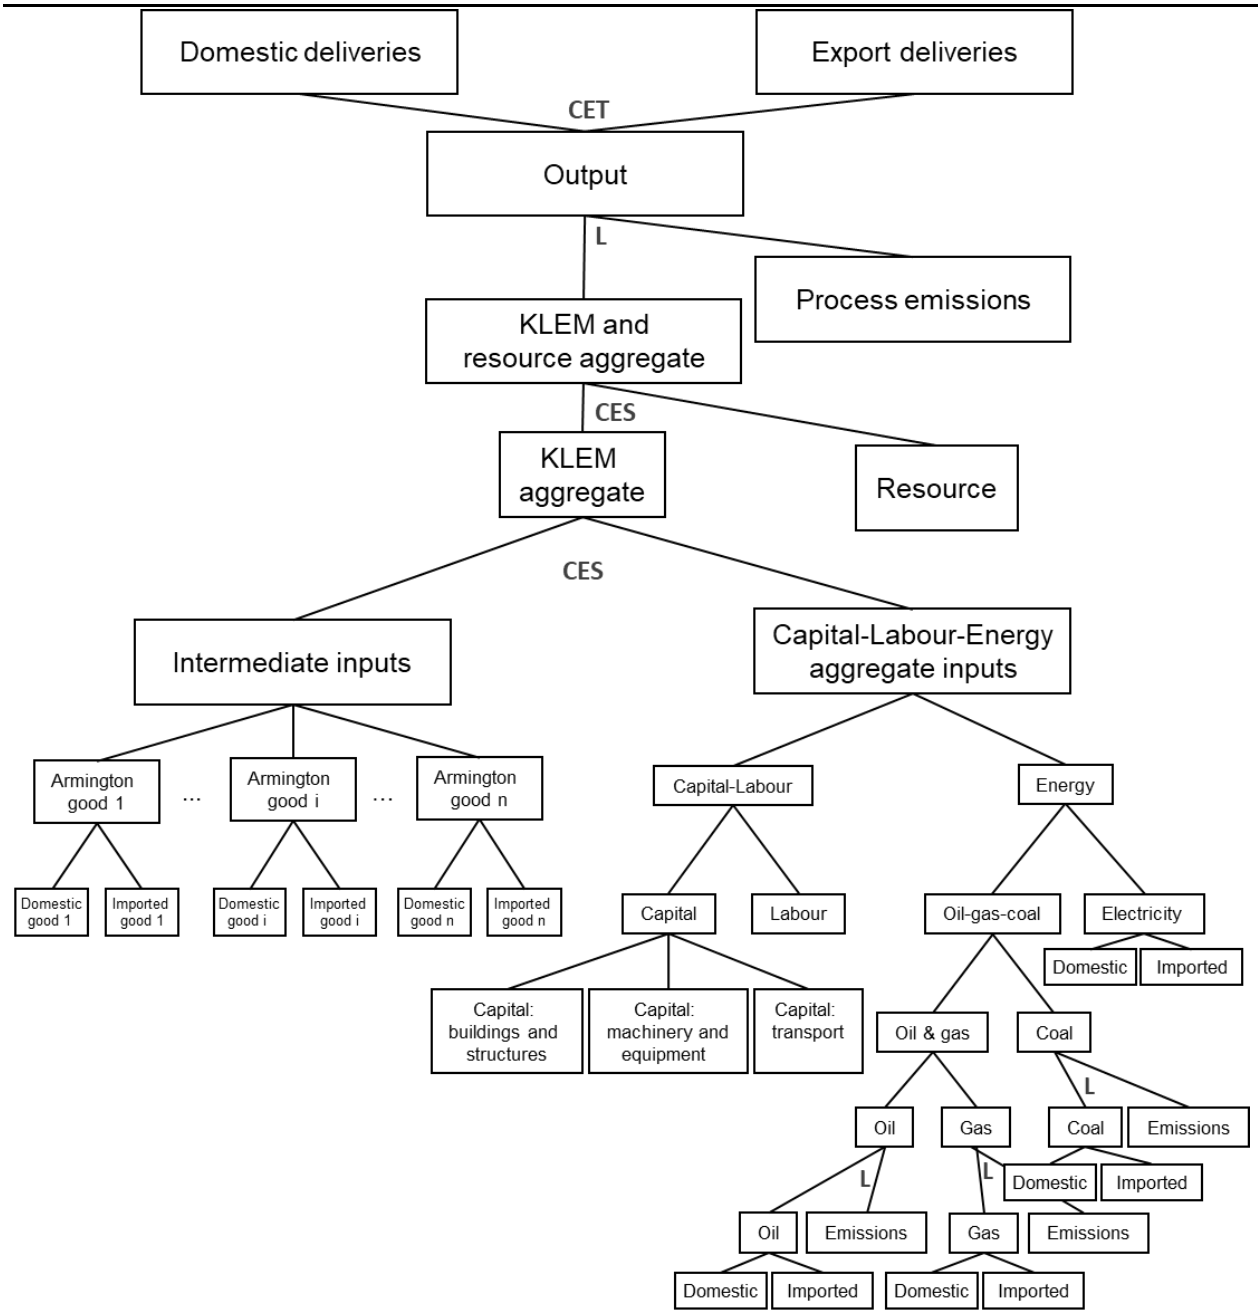 Domestic deliveries
Export deliveries
CET
Output
L
Process emissions
KLEM and
resource aggregate
CES
KLEM
aggregate
Resource
CES
Intermediate inputs
Capital-Labour-Energy
aggregate inputs
Armington
good 1
...
Armington
good i
...
Armington
good n
Capital-Labour
Energy
Domestic
good 1
Imported
good 1
Domestic
good i
Imported
good i
Domestic
good n
Imported
good n
Capital
Labour
Oil-gas-coal
Electricity
Domestic
Imported
Capital:
buildings and
structures
Capital:
machinery and
equipment
Capital:
transport
Oil & gas
Coal
L
Oil
Gas
Coal
Emissions
L
L
Domestic
Imported
Oil
Emissions
Gas
Emissions
Domestic
Imported
Domestic
Imported